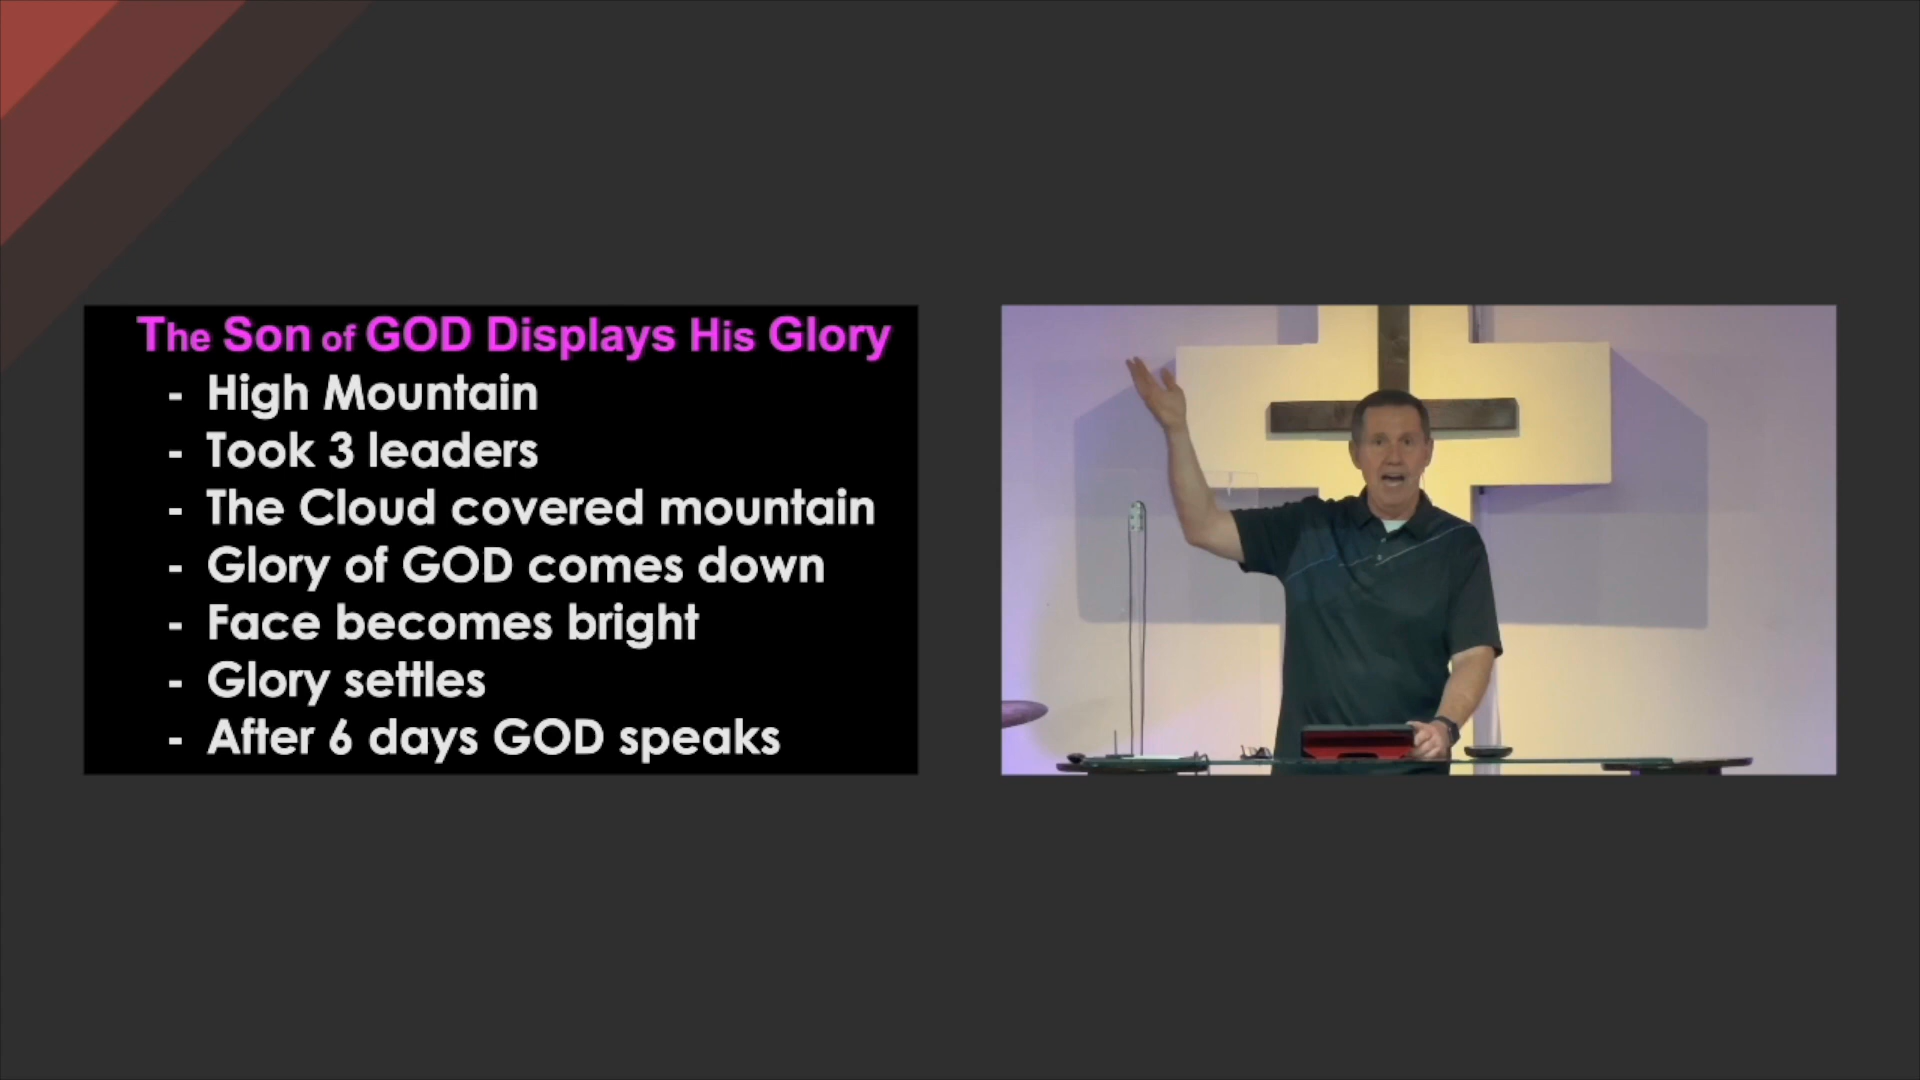 The Son of GOD Displays His Glory
- High Mountain
- Took 3 leaders
- The Cloud covered mountain
- Glory of GOD comes down
- Face becomes bright
- Glory settles
- After 6 days GOD speaks